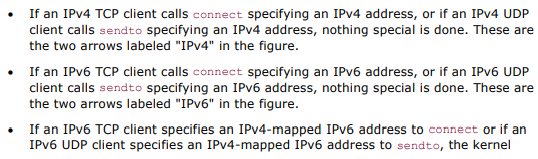 • If an IPv4 TCP client calls connect specifying an IPv4 address, or if an IPv4 UDP
client calls sendto specifying an IPv4 address, nothing special is done. These are
the two arrows labeled "IPv4" in the figure.
• If an IPv6 TCP client calls connect specifying an IPv6 address, or if an IPv6 UDP
client calls sendto specifying an IPv6 address, nothing special is done. These are
the two arrows labeled "IPv6" in the figure.
• If an IPv6 TCP client specifies an IPv4-mapped IPv6 address to connect or if an
IPv6 UDP client specifies an IPv4-mapped IPv6 address to sendto, the kernel